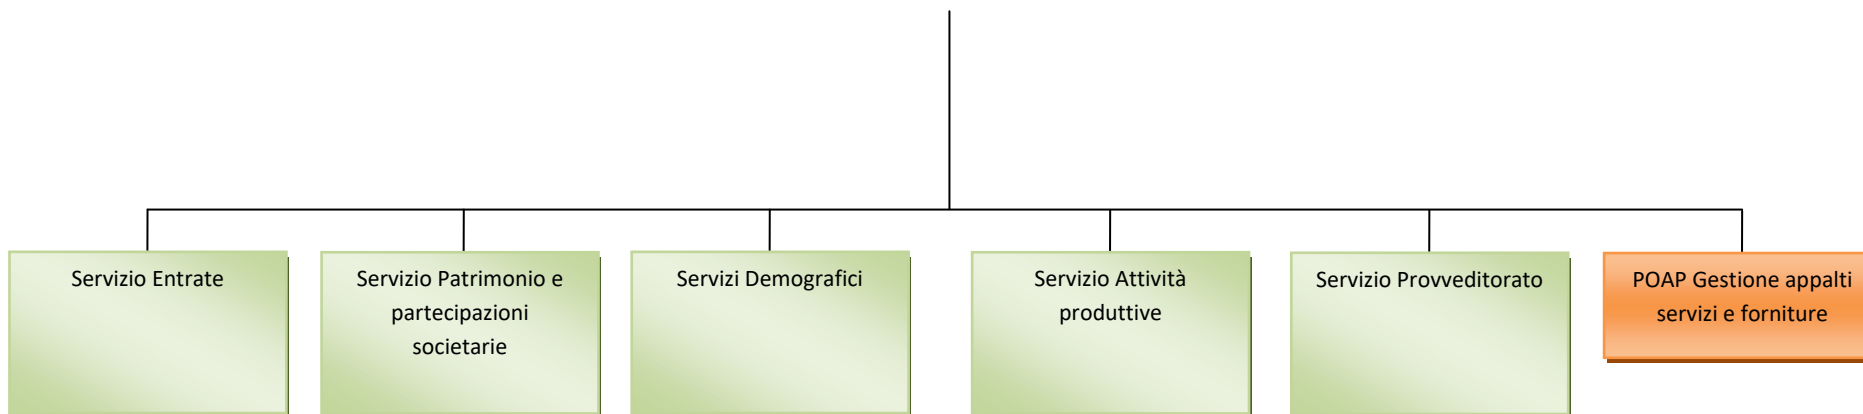 Servizio Entrate
Servizio Patrimonio e
partecipazioni
societarie
Servizi Demografici
Servizio Attività
produttive
Servizio Provveditorato
POAP Gestione appalti
servizi e forniture